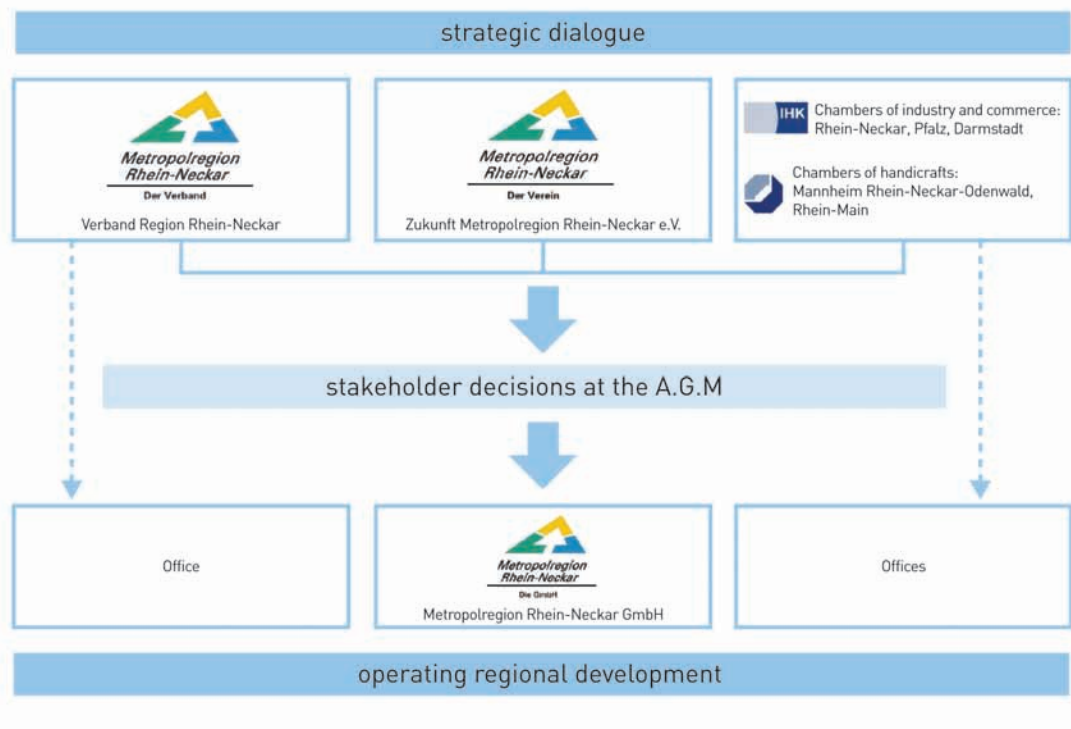 strategic dialogue
Metropolregion
Rhein-Neckar
Der Verband
Verband Region Rhein-Neckar
Metropolregion
Rhein-Neckar
Der Verein
Zukunft Metropolregion Rhein-Neckar e.V.
IHK
Chambers of industry and commerce:
Rhein-Neckar, Pfalz, Darmstadt
Chambers of handicrafts:
Mannheim Rhein-Neckar-Odenwald,
Rhein-Main
stakeholder decisions at the A.G.M
Office
Metropolregion
Rhein-Neckar
Die GmbH
Metropolregion Rhein-Neckar GmbH
Offices
operating regional development